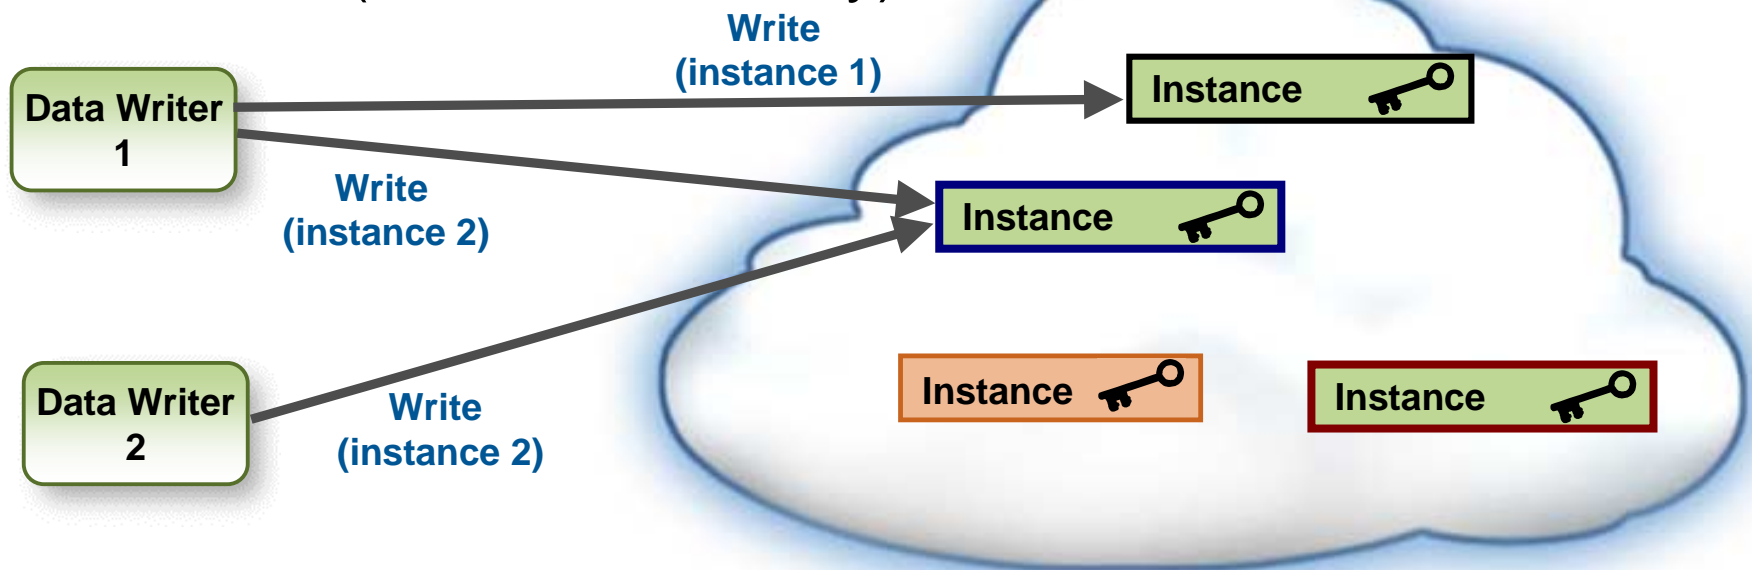 Write
(instance 1)
Instance
Data Writer
1
Write
(instance 2)
Instance
Instance
Instance
Data Writer
2
Write
(instance 2)